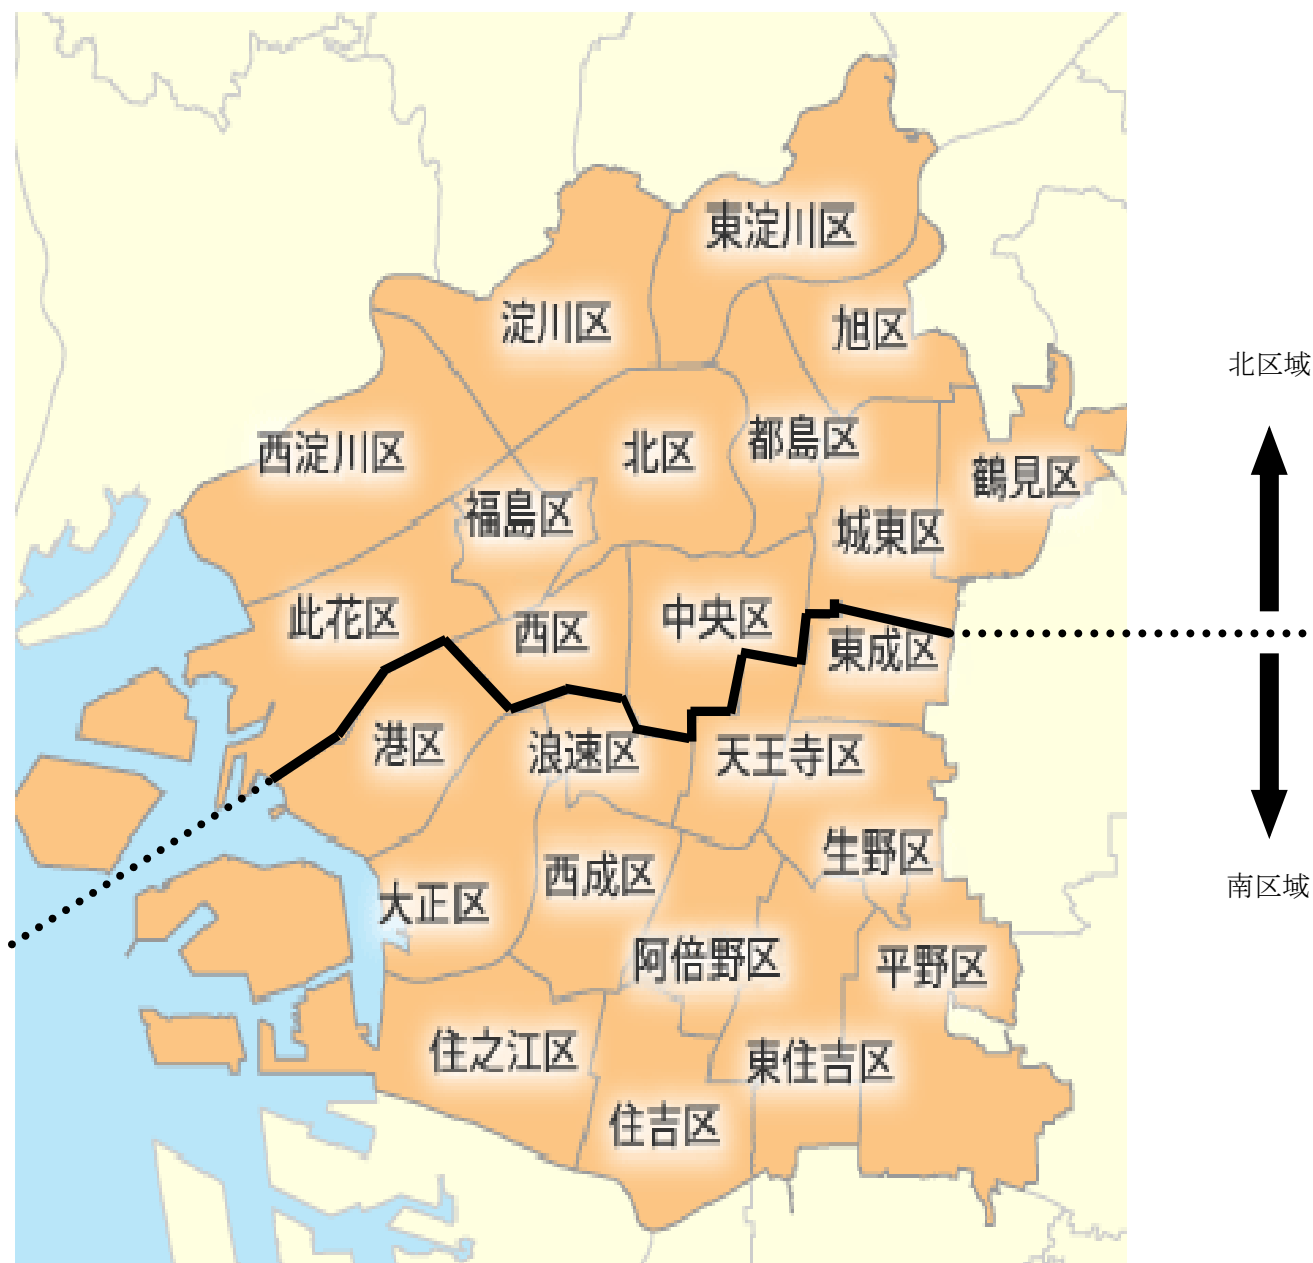 東淀川区
淀川区
旭区
北区域
西淀川区
北区
都島区
鶴見区
福島区
城東区
此花区
西区
中央区
東成区
港区
浪速区
天王寺区
西成区
生野区
大正区
南区域
阿倍野区
平野区
住之江区
東住吉区
住吉区